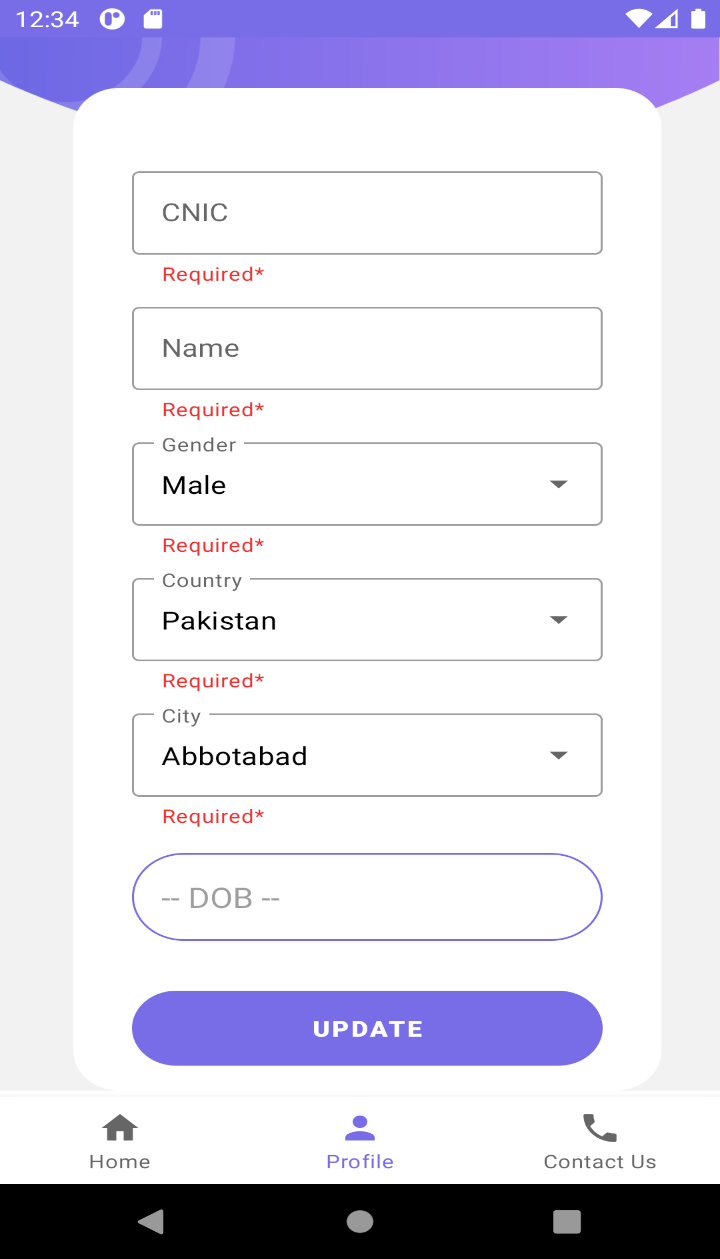 12:34
CNIC
Required*
Name
Required*
Gender
Male
Required*
Country
Pakistan
Required*
City
Abbotabad
Required*
-- DOB --
UPDATE
Home
Profile
Contact Us